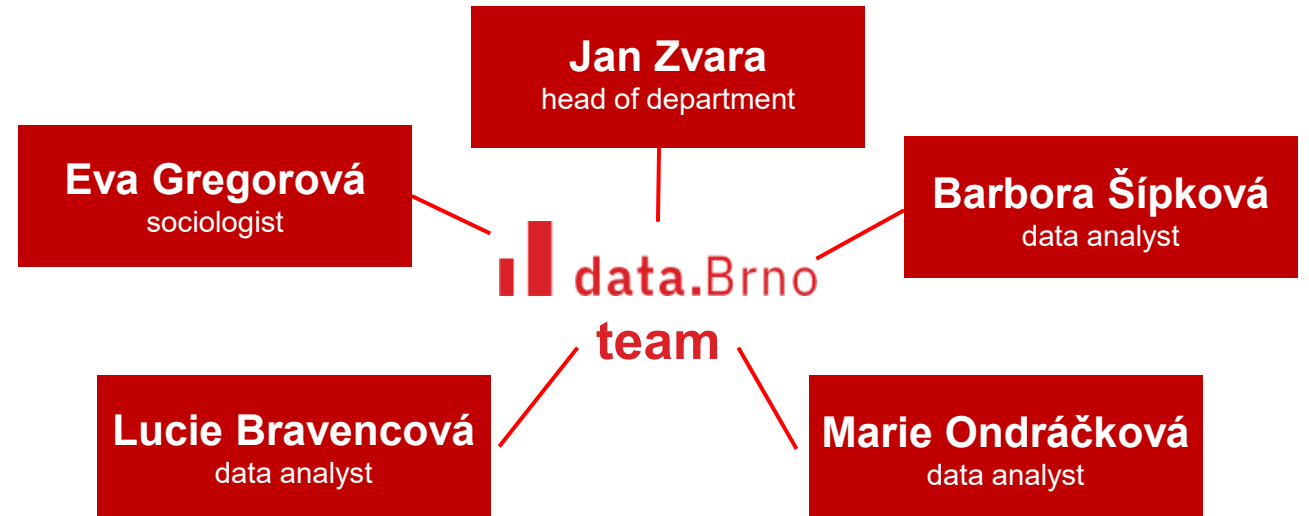 Jan Zvara
head of department
Eva Gregorová
sociologist
Barbora Šípková
data analyst
data.Brno
team
Lucie Bravencová
data analyst
Marie Ondráčková
data analyst